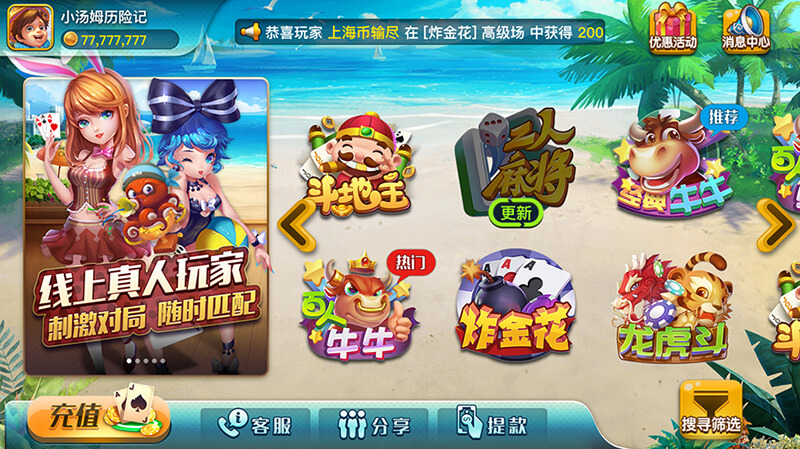 小汤姆历险记
77,777,777
恭喜玩家 上海币输尽 在 [炸金花] 高级场 中获得 200
优惠活动
消息中心
线上真人玩家
刺激对局 随时匹配
斗地主
二人
麻将
更新
推荐
经典牛牛
热门
百人
牛牛
炸金花
龙虎斗
充值
客服
分享
提款
搜寻筛选